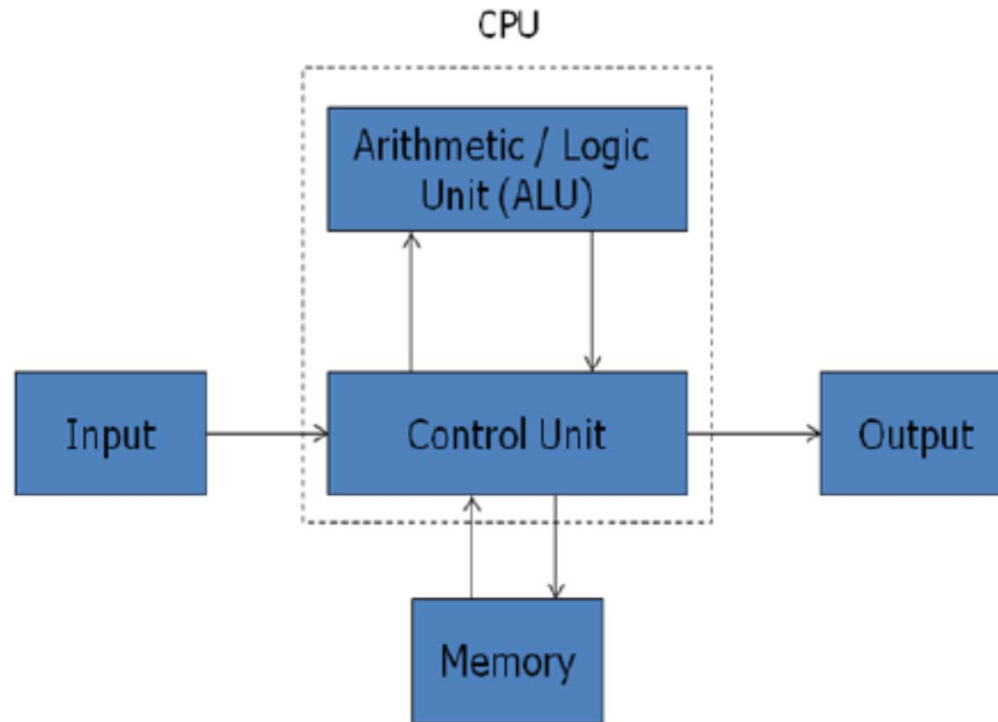 CPU
Arithmetic / Logic
Unit (ALU)
Input
Control Unit
Output
Memory